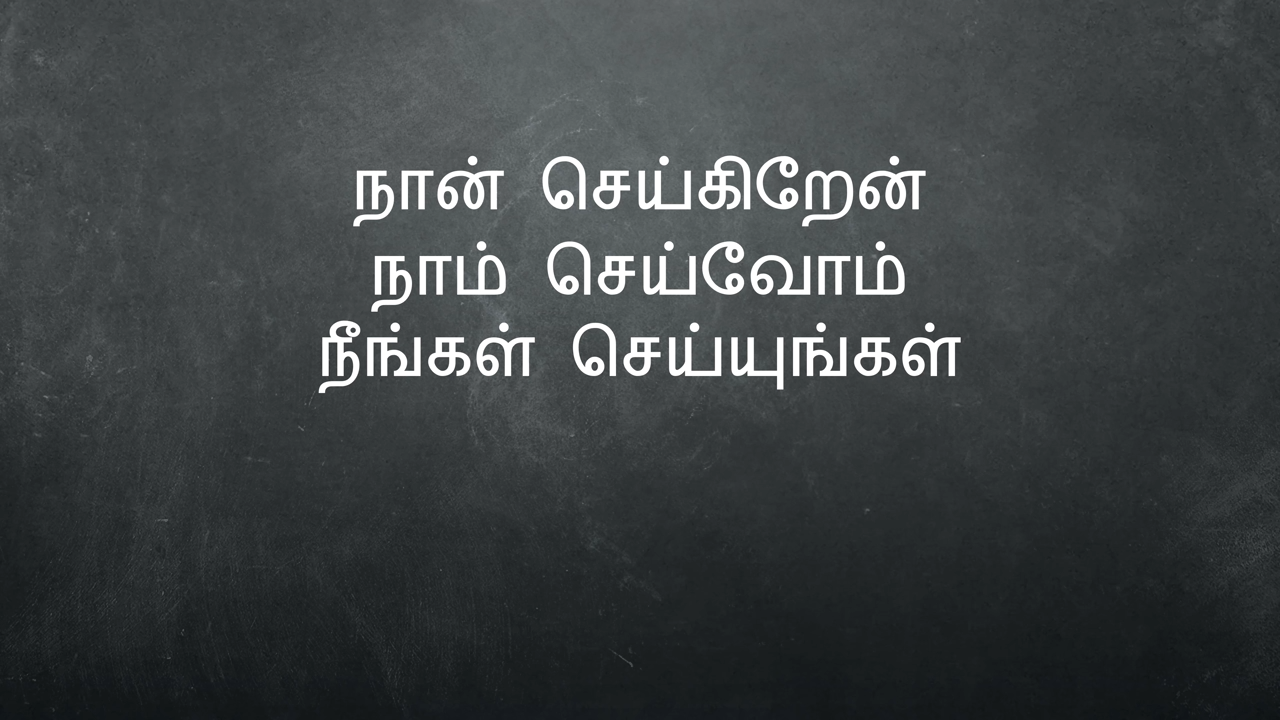 நான் செய்கிறேன்
நாம் செய்வோம்
நீங்கள் செய்யுங்கள்